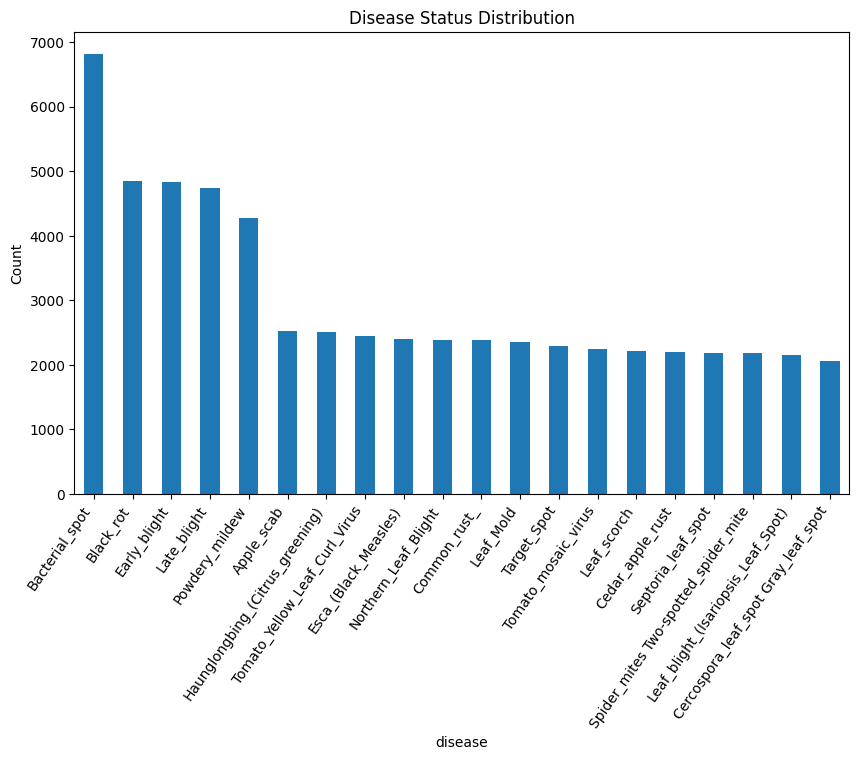 Disease Status Distribution
Count
7000
6000
5000
4000
3000
2000
1000
0
Bacterial_spot
Black_rot
Early_blight
Late_blight
Powdery_mildew
Apple_scab
Haunglongbing_(Citrus_greening)
Tomato_Yellow_Leaf_Curl_Virus
Esca_(Black_Measles)
Northern_Leaf_Blight
Common_rust_
Leaf_Mold
Target_Spot
Tomato_mosaic_virus
Leaf_scorch
Cedar_apple_rust
Septoria_leaf_spot
Spider_mites Two-spotted_spider_mite
Leaf_blight_(Isariopsis_Leaf_Spot)
Cercospora_leaf_spot Gray_leaf_spot
disease